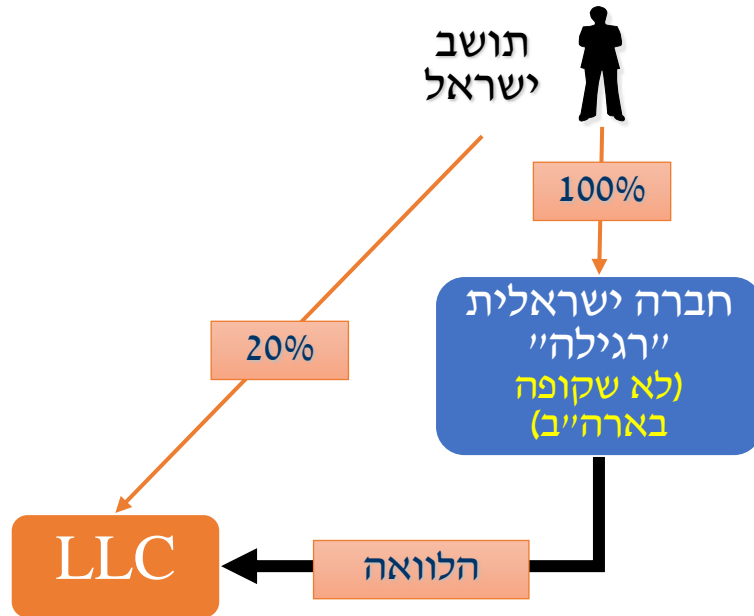 תושב
ישראל
100%
חברה ישראלית
"רגילה"
(לא שקופה
בארה"ב)
20%
LLC
הלוואה